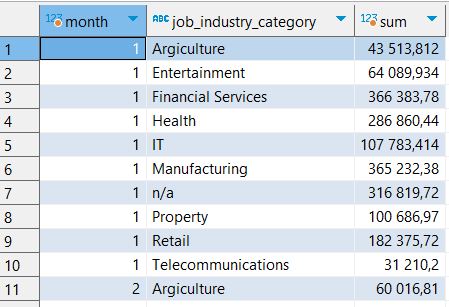 123 month ABC job_industry_category 123 sum
1 1 Argiculture 43 513,812
2 1 Entertainment 64 089,934
3 1 Financial Services 366 383,78
4 1 Health 286 860,44
5 1 IT 107 783,414
6 1 Manufacturing 365 232,38
7 1 n/a 316 819,72
8 1 Property 100 686,97
9 1 Retail 182 375,72
10 1 Telecommunications 31 210,2
11 2 Argiculture 60 016,81